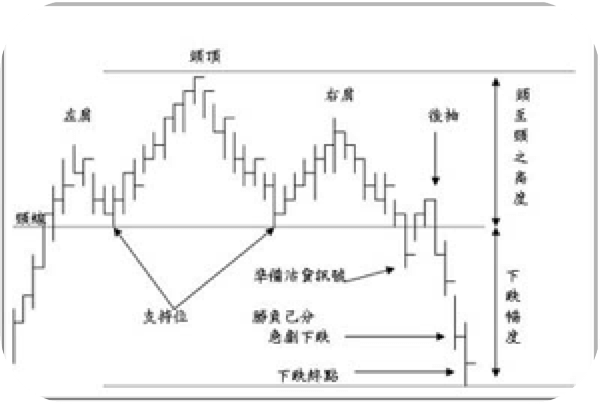 頭頂
左肩
右肩
後抽
頸線
頭至頸之高度
準備沽貨訊號
支持位
勝負已分
急劇下跌
下跌終點
下跌幅度